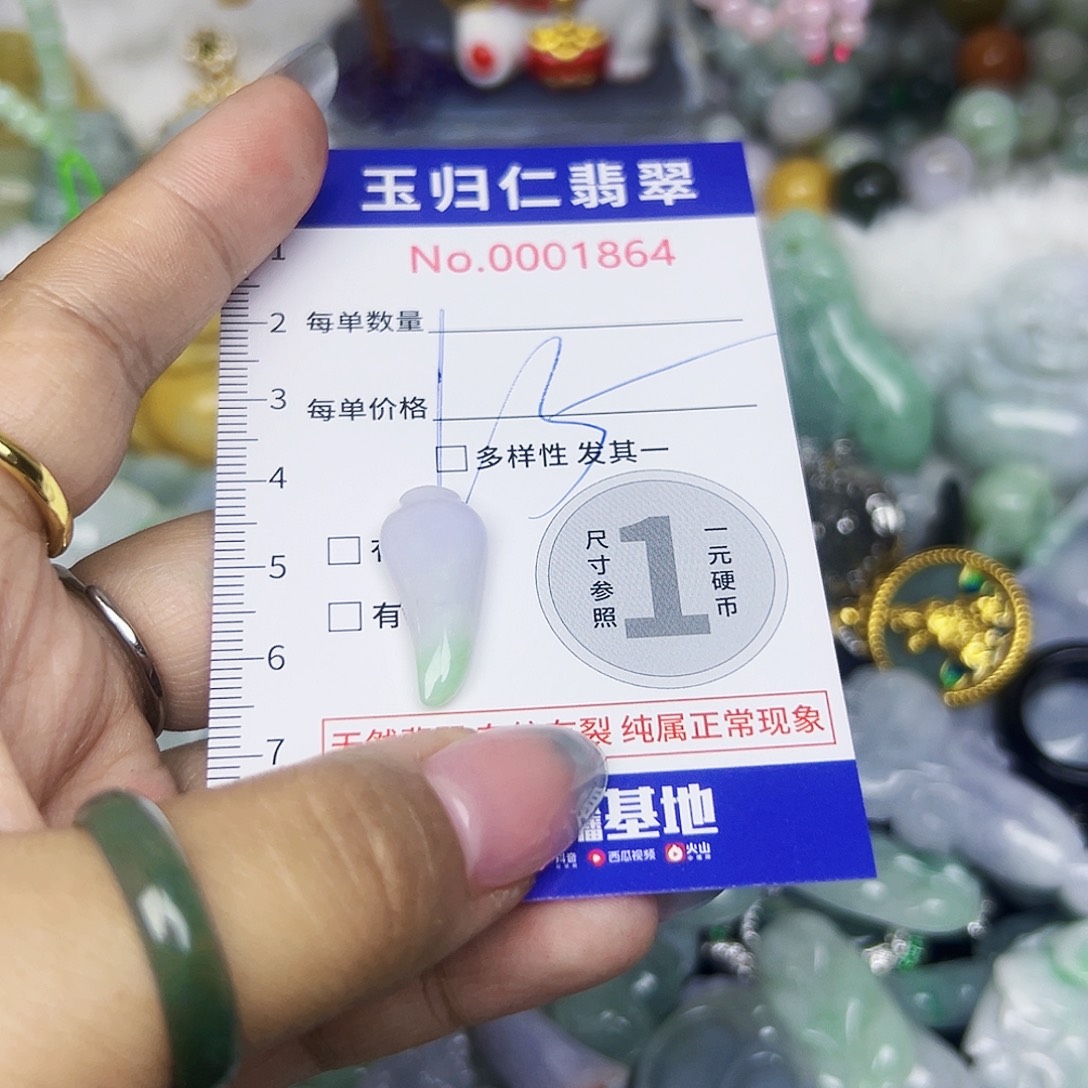 玉归仁翡翠
No.0001864
1
2 每单数量
3 每单价格
多样性 发其一
4
5
有
尺寸参照 1 一元硬币
6
7
裂 纯属正常现象
基地
西瓜视频 火山